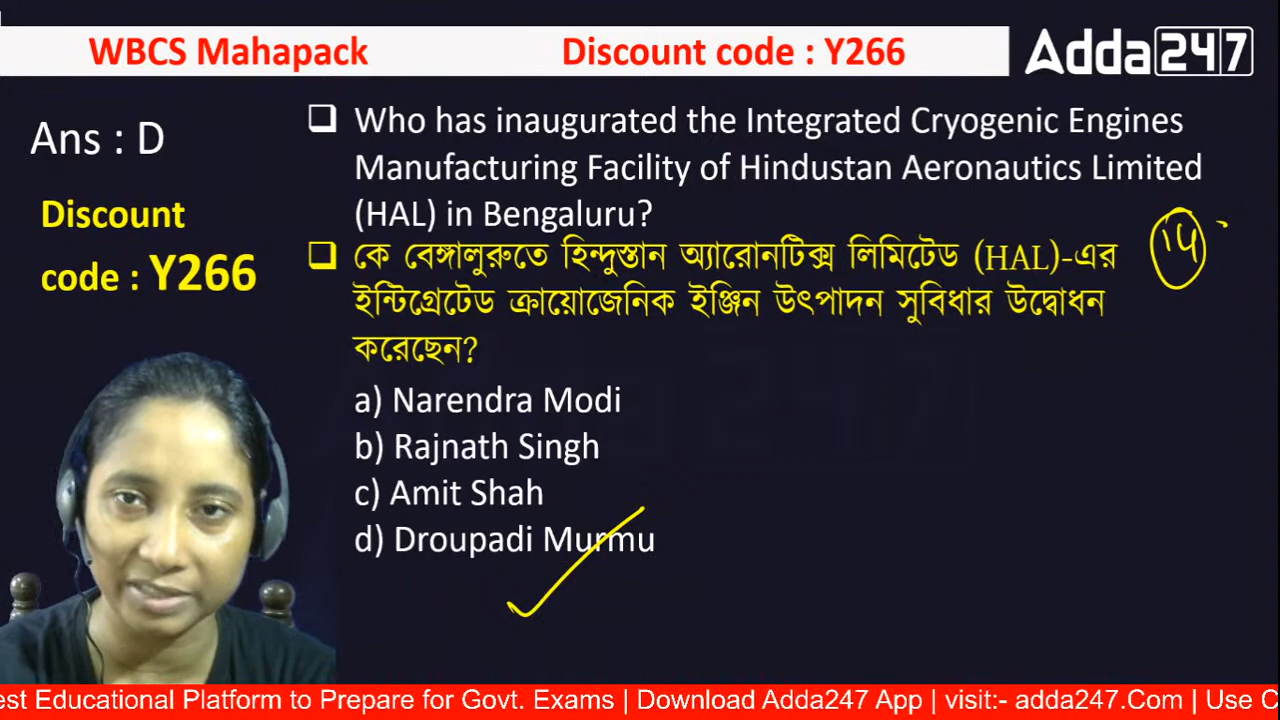 WBCS Mahapack Discount code : Y266 Adda247
Ans : D
Discount
code : Y266
Who has inaugurated the Integrated Cryogenic Engines
Manufacturing Facility of Hindustan Aeronautics Limited
(HAL) in Bengaluru?
কে বেঙ্গালুরুতে হিন্দুস্তান অ্যারোনটিক্স লিমিটেড (HAL)-এর
ইন্টিগ্রেটেড ক্রায়োজেনিক ইঞ্জিন উৎপাদন সুবিধার উদ্বোধন
করেছেন?
14
a) Narendra Modi
b) Rajnath Singh
c) Amit Shah
d) Droupadi Murmu
est Educational Platform to Prepare for Govt. Exams | Download Adda247 App | visit:- adda247.Com | Use C